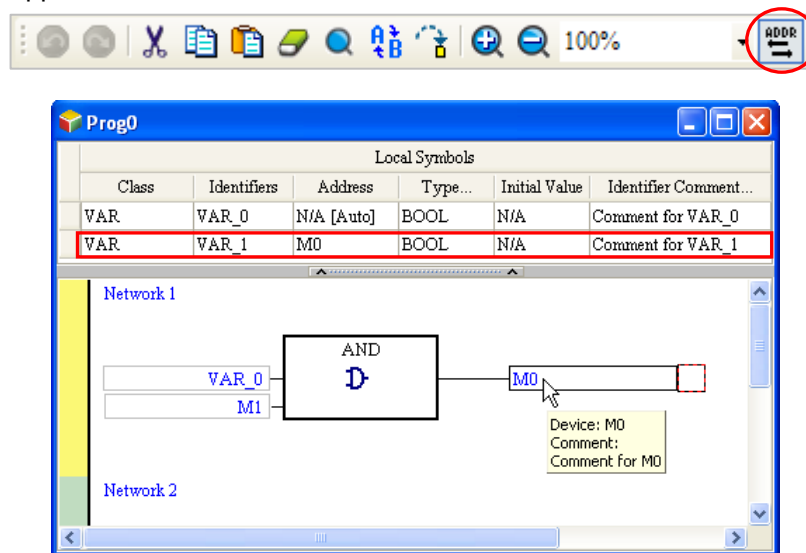 100%
ADDR
A
B
Prog0
Local Symbols
Class Identifiers Address Type... Initial Value Identifier Comment...
VAR VAR_0 N/A [Auto] BOOL N/A Comment for VAR_0
VAR VAR_1 M0 BOOL N/A Comment for VAR_1
Network 1
AND
VAR_0
M0
M1
Device: M0
Comment:
Comment for M0
Network 2